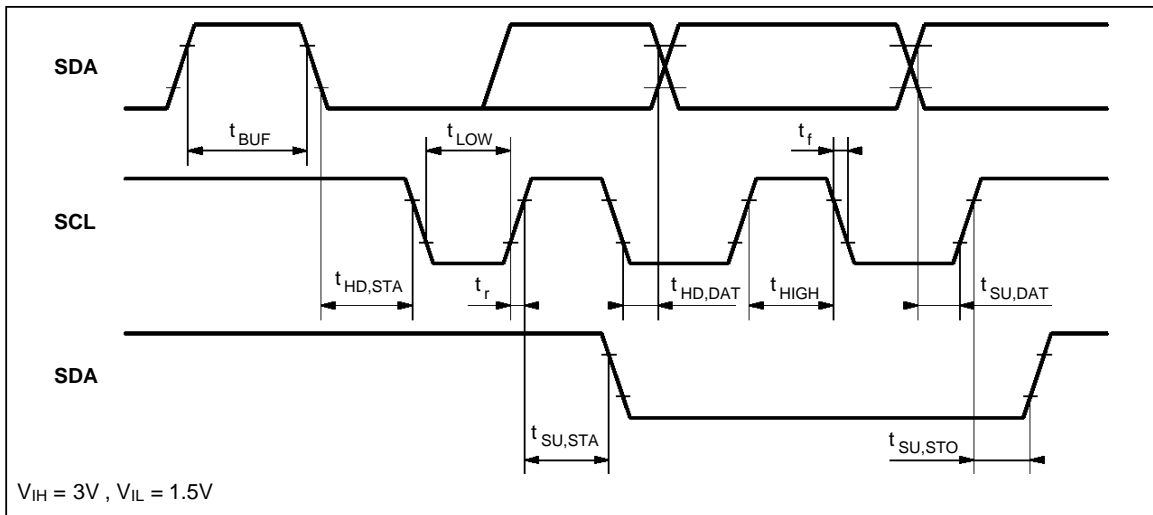 SDA
t BUF
t LOW
t f
SCL
t HD,STA
t r
t HD,DAT
t HIGH
t SU,DAT
SDA
t SU,STA
t SU,STO
VIH = 3V , VIL = 1.5V